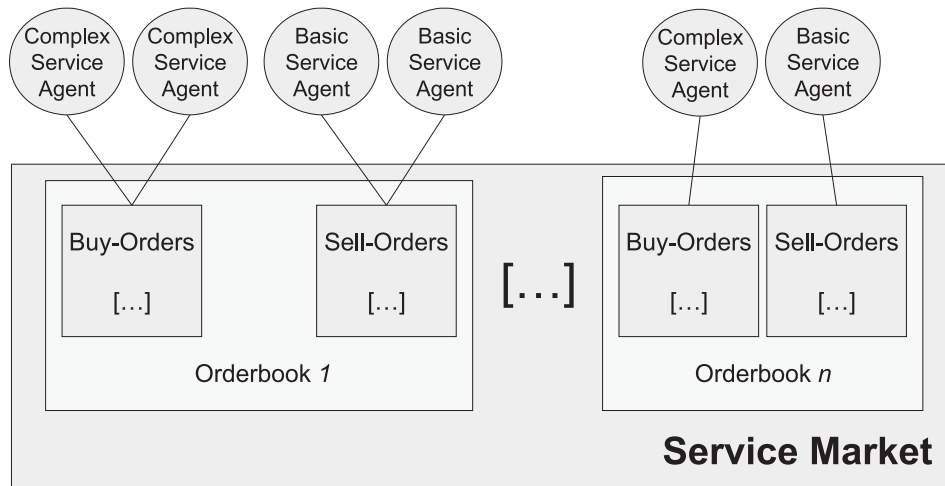 Complex
Service
Agent
Complex
Service
Agent
Basic
Service
Agent
Basic
Service
Agent
Complex
Service
Agent
Basic
Service
Agent
Buy-Orders
[...]
Sell-Orders
[...]
Orderbook 1
[...]
Buy-Orders
[...]
Sell-Orders
[...]
Orderbook n
Service Market